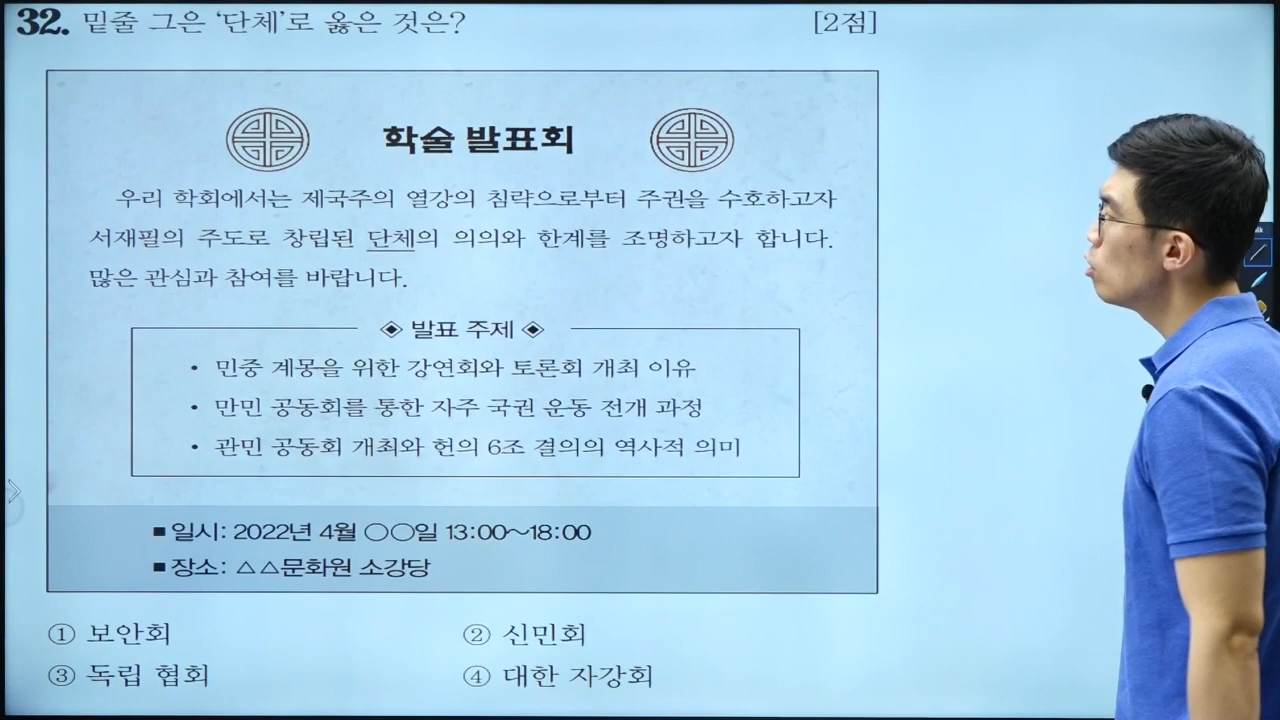 32. 밑줄 그은 ‘단체’로 옳은 것은? [2점]
학술 발표회
우리 학회에서는 제국주의 열강의 침략으로부터 주권을 수호하고자
서재필의 주도로 창립된 단체의 의의와 한계를 조명하고자 합니다.
많은 관심과 참여를 바랍니다.
◈ 발표 주제 ◈
• 민중 계몽을 위한 강연회와 토론회 개최 이유
• 만민 공동회를 통한 자주 국권 운동 전개 과정
• 관민 공동회 개최와 헌의 6조 결의의 역사적 의미
■ 일시: 2022년 4월 ○○일 13:00~18:00
■ 장소: △△문화원 소강당
① 보안회 ② 신민회
③ 독립 협회 ④ 대한 자강회